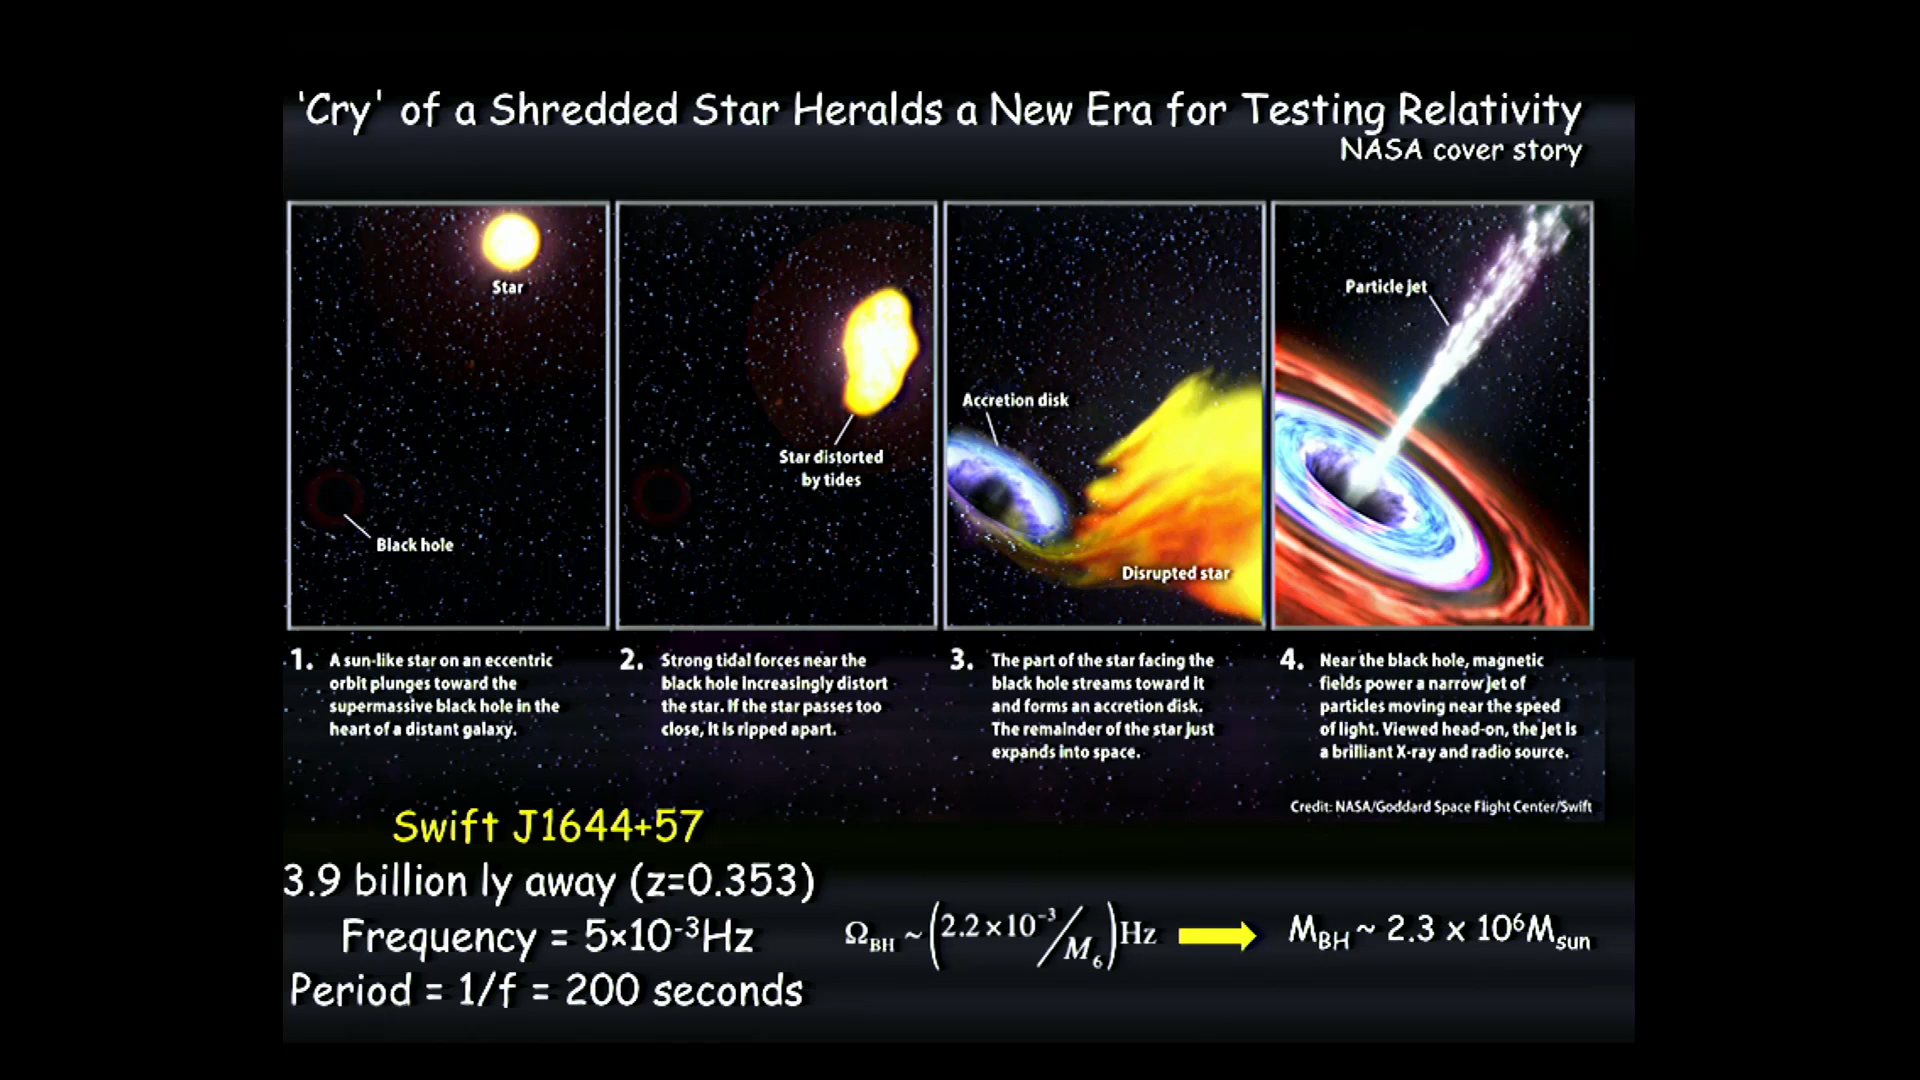 'Cry' of a Shredded Star Heralds a New Era for Testing Relativity
NASA cover story
Star
Black hole
Star distorted
by tides
Accretion disk
Disrupted star
Particle jet
1. A sun-like star on an eccentric
orbit plunges toward the
supermassive black hole in the
heart of a distant galaxy.
2. Strong tidal forces near the
black hole increasingly distort
the star. If the star passes too
close, it is ripped apart.
3. The part of the star facing the
black hole streams toward it
and forms an accretion disk.
The remainder of the star just
expands into space.
4. Near the black hole, magnetic
fields power a narrow jet of
particles moving near the speed
of light. Viewed head-on, the jet is
a brilliant X-ray and radio source.
Credit: NASA/Goddard Space Flight Center/Swift
Swift J1644+57
3.9 billion ly away (z=0.353)
Frequency = 5×10⁻³Hz
Period = 1/f = 200 seconds
Ω_BH ~ (2.2×10⁻³/M₆)Hz
M_BH ~ 2.3 x 10⁶M_sun